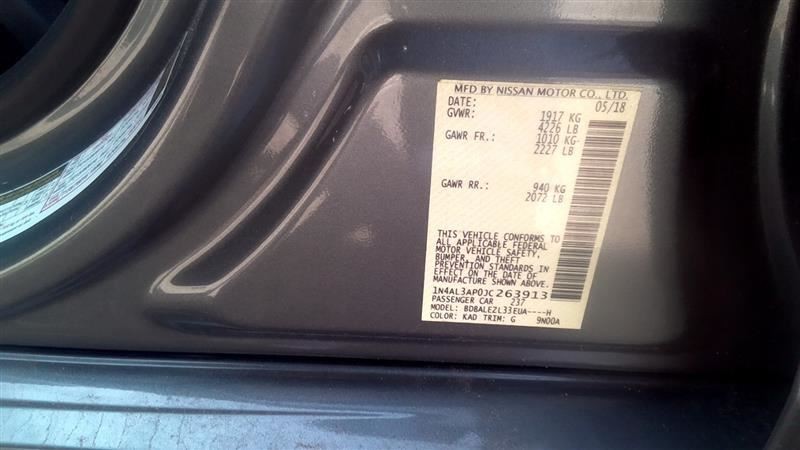 MFD BY NISSAN MOTOR CO., LTD.
DATE: 05/18
GVWR: 1917 KG
4226 LB
GAWR FR.: 1010 KG
2227 LB
GAWR RR.: 940 KG
2072 LB
THIS VEHICLE CONFORMS TO
ALL APPLICABLE FEDERAL
MOTOR VEHICLE SAFETY,
BUMPER, AND THEFT
PREVENTION STANDARDS IN
EFFECT ON THE DATE OF
MANUFACTURE SHOWN ABOVE.
1N4AL3AP0JC263913
PASSENGER CAR 237
MODEL: BDBALEZL33EUA----H
COLOR: KAD TRIM: G 9N00A